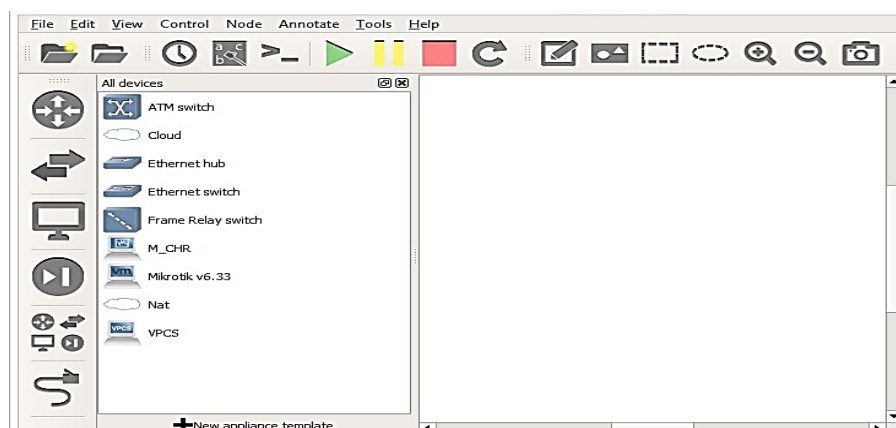 File Edit View Control Node Annotate Tools Help
All devices
ATM switch
Cloud
Ethernet hub
Ethernet switch
Frame Relay switch
M_CHR
Mikrotik v6.33
Nat
VPCS
VPCS
New appliance template